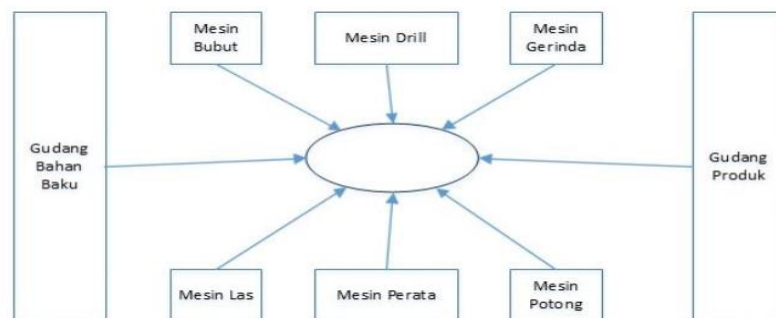 Mesin
Bubut
Mesin Drill
Mesin
Gerinda
Gudang
Bahan
Baku
Gudang
Produk
Mesin Las
Mesin Perata
Mesin
Potong